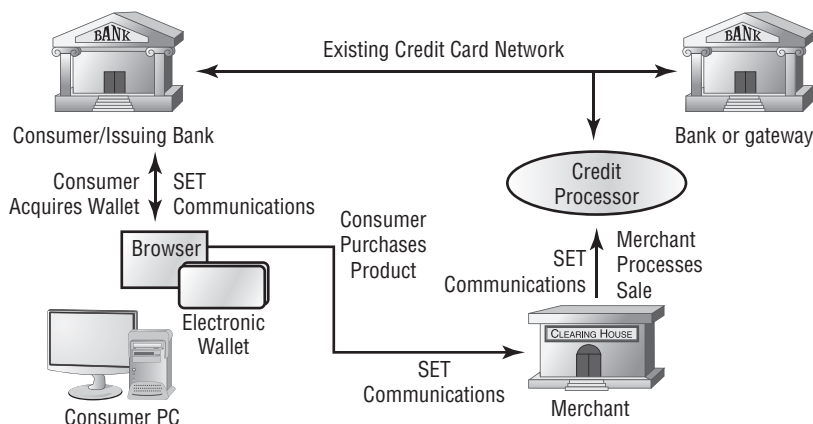 BANK
BANK
Existing Credit Card Network
Consumer/Issuing Bank
Bank or gateway
Credit
Processor
Consumer
Acquires Wallet
SET
Communications
Consumer
Purchases
Product
Browser
Electronic
Wallet
SET
Communications
Merchant
Processes
Sale
CLEARING HOUSE
SET
Communications
Merchant
Consumer PC